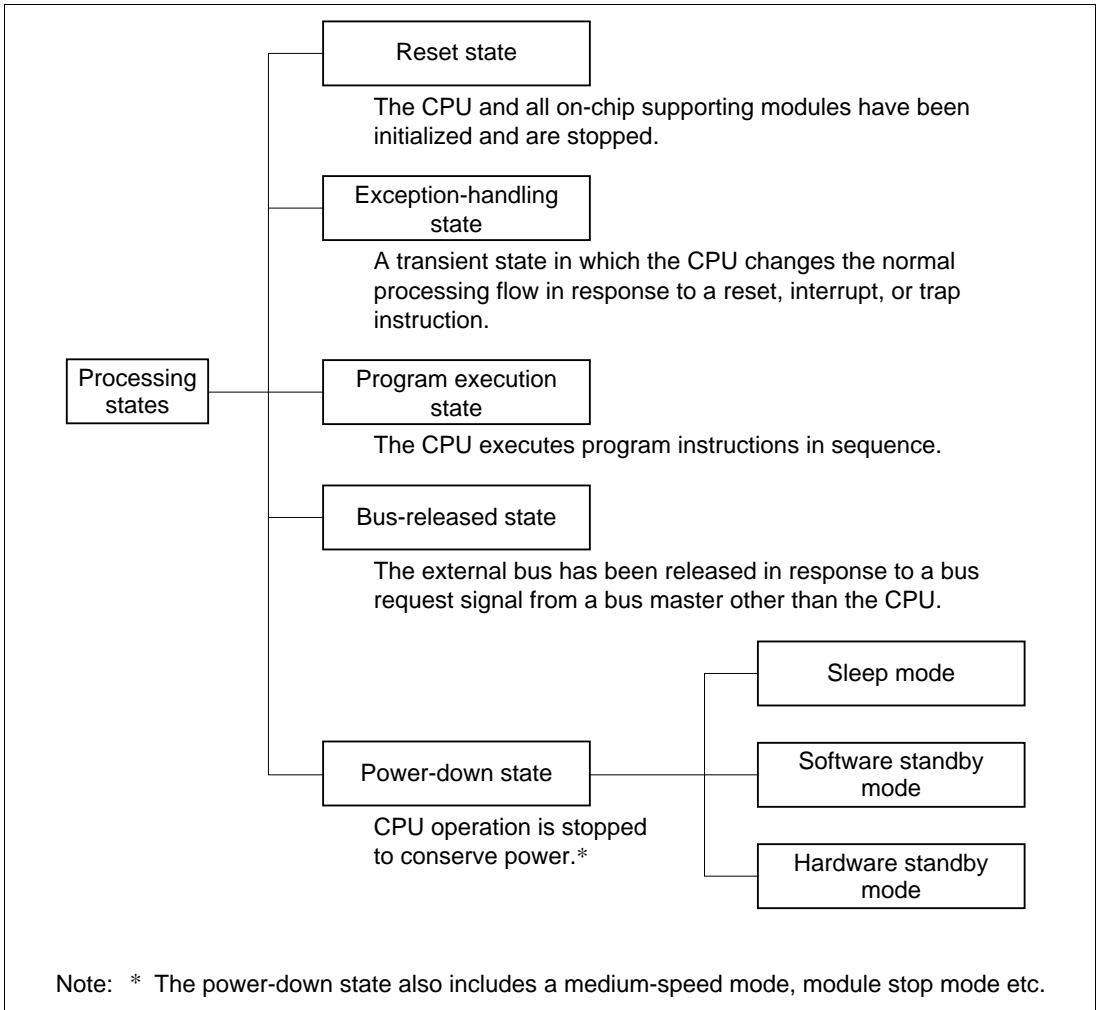 Reset state
The CPU and all on-chip supporting modules have been
initialized and are stopped.
Exception-handling
state
A transient state in which the CPU changes the normal
processing flow in response to a reset, interrupt, or trap
instruction.
Processing
states
Program execution
state
The CPU executes program instructions in sequence.
Bus-released state
The external bus has been released in response to a bus
request signal from a bus master other than the CPU.
Power-down state
CPU operation is stopped
to conserve power.*
Sleep mode
Software standby
mode
Hardware standby
mode
Note: * The power-down state also includes a medium-speed mode, module stop mode etc.